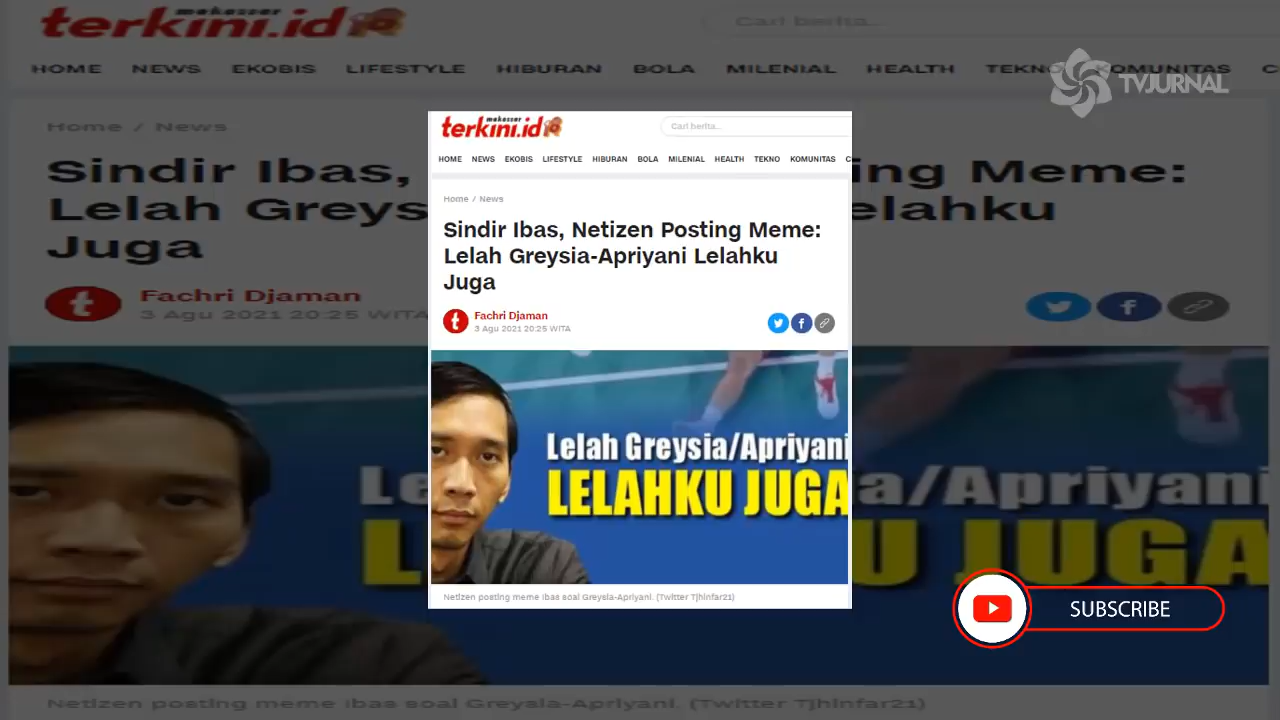 makassar
terkini.id
Cari berita...
HOME NEWS EKOBIS LIFESTYLE HIBURAN BOLA MILENIAL HEALTH TEKNO KOMUNITAS
TVJURNAL
Home / News
Sindir Ibas, Netizen Posting Meme:
Lelah Greysia-Apriyani Lelahku
Juga
Fachri Djaman
3 Agu 2021 20:25 WITA
Lelah Greysia/Apriyani
LELAHKU JUGA
Netizen posting meme Ibas soal Greysia-Apriyani. (Twitter Tjhinfar21)
SUBSCRIBE